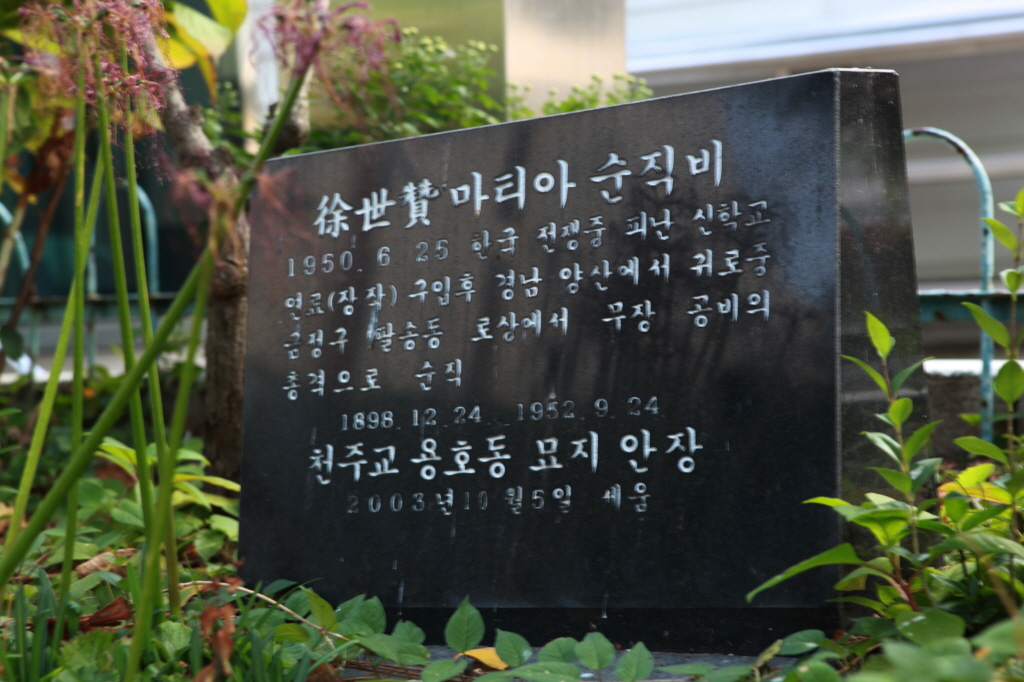 徐世贊 마티아 순직비
1950. 6 25 한국 전쟁중 피난 신학교
연료(장작) 구입후 경남 양산에서 귀로중
금정구 팔송동 로상에서 무장 공비의
총격으로 순직
1898. 12. 24 1952. 9. 24
천주교 용호동 묘지 안장
2003년10월5일 세움